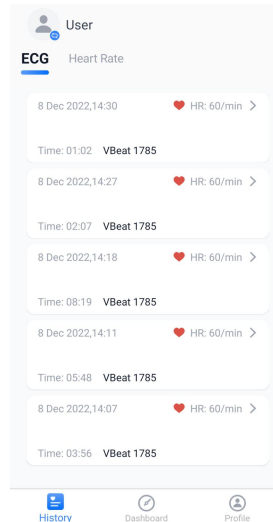 User
ECG Heart Rate
8 Dec 2022,14:30 HR: 60/min
Time: 01:02 VBeat 1785
8 Dec 2022,14:27 HR: 60/min
Time: 02:07 VBeat 1785
8 Dec 2022,14:18 HR: 60/min
Time: 08:19 VBeat 1785
8 Dec 2022,14:11 HR: 60/min
Time: 05:48 VBeat 1785
8 Dec 2022,14:07 HR: 60/min
Time: 03:56 VBeat 1785
History Dashboard Profile